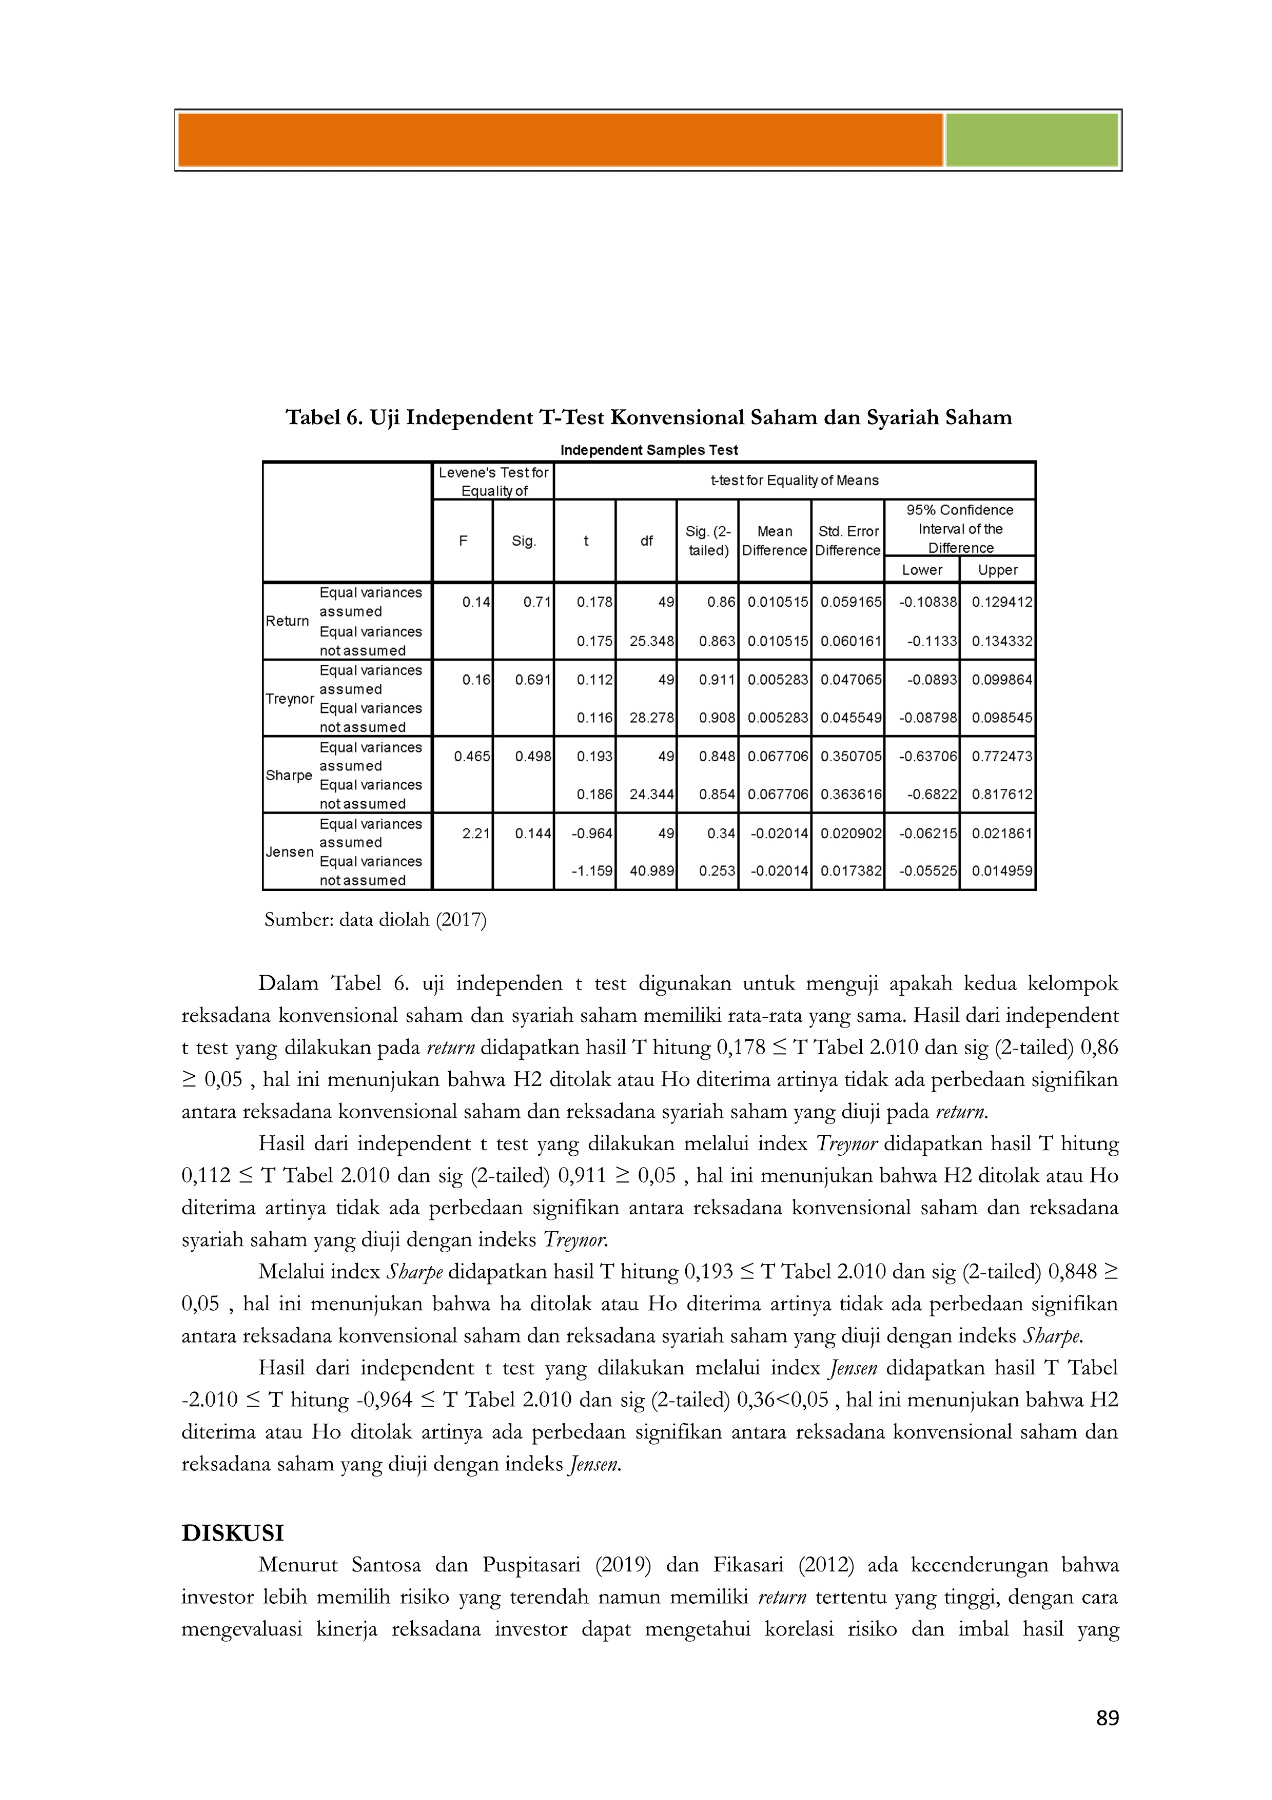 Tabel 6. Uji Independent T-Test Konvensional Saham dan Syariah Saham
Independent Samples Test
Levene's Test for Equality of
t-test for Equality of Means
F Sig. t df Sig. (2-tailed) Mean Difference Std. Error Difference 95% Confidence Interval of the Difference
Lower Upper
Return Equal variances assumed 0.14 0.71 0.178 49 0.86 0.010515 0.059165 -0.10838 0.129412
Equal variances not assumed 0.175 25.348 0.863 0.010515 0.060161 -0.1133 0.134332
Treynor Equal variances assumed 0.16 0.691 0.112 49 0.911 0.005283 0.047065 -0.0893 0.099864
Equal variances not assumed 0.116 28.278 0.908 0.005283 0.045549 -0.08798 0.098545
Sharpe Equal variances assumed 0.465 0.498 0.193 49 0.848 0.067706 0.350705 -0.63706 0.772473
Equal variances not assumed 0.186 24.344 0.854 0.067706 0.363616 -0.6822 0.817612
Jensen Equal variances assumed 2.21 0.144 -0.964 49 0.34 -0.02014 0.020902 -0.06215 0.021861
Equal variances not assumed -1.159 40.989 0.253 -0.02014 0.017382 -0.05525 0.014959
Sumber: data diolah (2017)
Dalam Tabel 6. uji independen t test digunakan untuk menguji apakah kedua kelompok
reksadana konvensional saham dan syariah saham memiliki rata-rata yang sama. Hasil dari independent
t test yang dilakukan pada return didapatkan hasil T hitung 0,178 ≤ T Tabel 2.010 dan sig (2-tailed) 0,86
≥ 0,05 , hal ini menunjukan bahwa H2 ditolak atau Ho diterima artinya tidak ada perbedaan signifikan
antara reksadana konvensional saham dan reksadana syariah saham yang diuji pada return.
Hasil dari independent t test yang dilakukan melalui index Treynor didapatkan hasil T hitung
0,112 ≤ T Tabel 2.010 dan sig (2-tailed) 0,911 ≥ 0,05 , hal ini menunjukan bahwa H2 ditolak atau Ho
diterima artinya tidak ada perbedaan signifikan antara reksadana konvensional saham dan reksadana
syariah saham yang diuji dengan indeks Treynor.
Melalui index Sharpe didapatkan hasil T hitung 0,193 ≤ T Tabel 2.010 dan sig (2-tailed) 0,848 ≥
0,05 , hal ini menunjukan bahwa ha ditolak atau Ho diterima artinya tidak ada perbedaan signifikan
antara reksadana konvensional saham dan reksadana syariah saham yang diuji dengan indeks Sharpe.
Hasil dari independent t test yang dilakukan melalui index Jensen didapatkan hasil T Tabel
-2.010 ≤ T hitung -0,964 ≤ T Tabel 2.010 dan sig (2-tailed) 0,36<0,05 , hal ini menunjukan bahwa H2
diterima atau Ho ditolak artinya ada perbedaan signifikan antara reksadana konvensional saham dan
reksadana saham yang diuji dengan indeks Jensen.
DISKUSI
Menurut Santosa dan Puspitasari (2019) dan Fikasari (2012) ada kecenderungan bahwa
investor lebih memilih risiko yang terendah namun memiliki return tertentu yang tinggi, dengan cara
mengevaluasi kinerja reksadana investor dapat mengetahui korelasi risiko dan imbal hasil yang
89